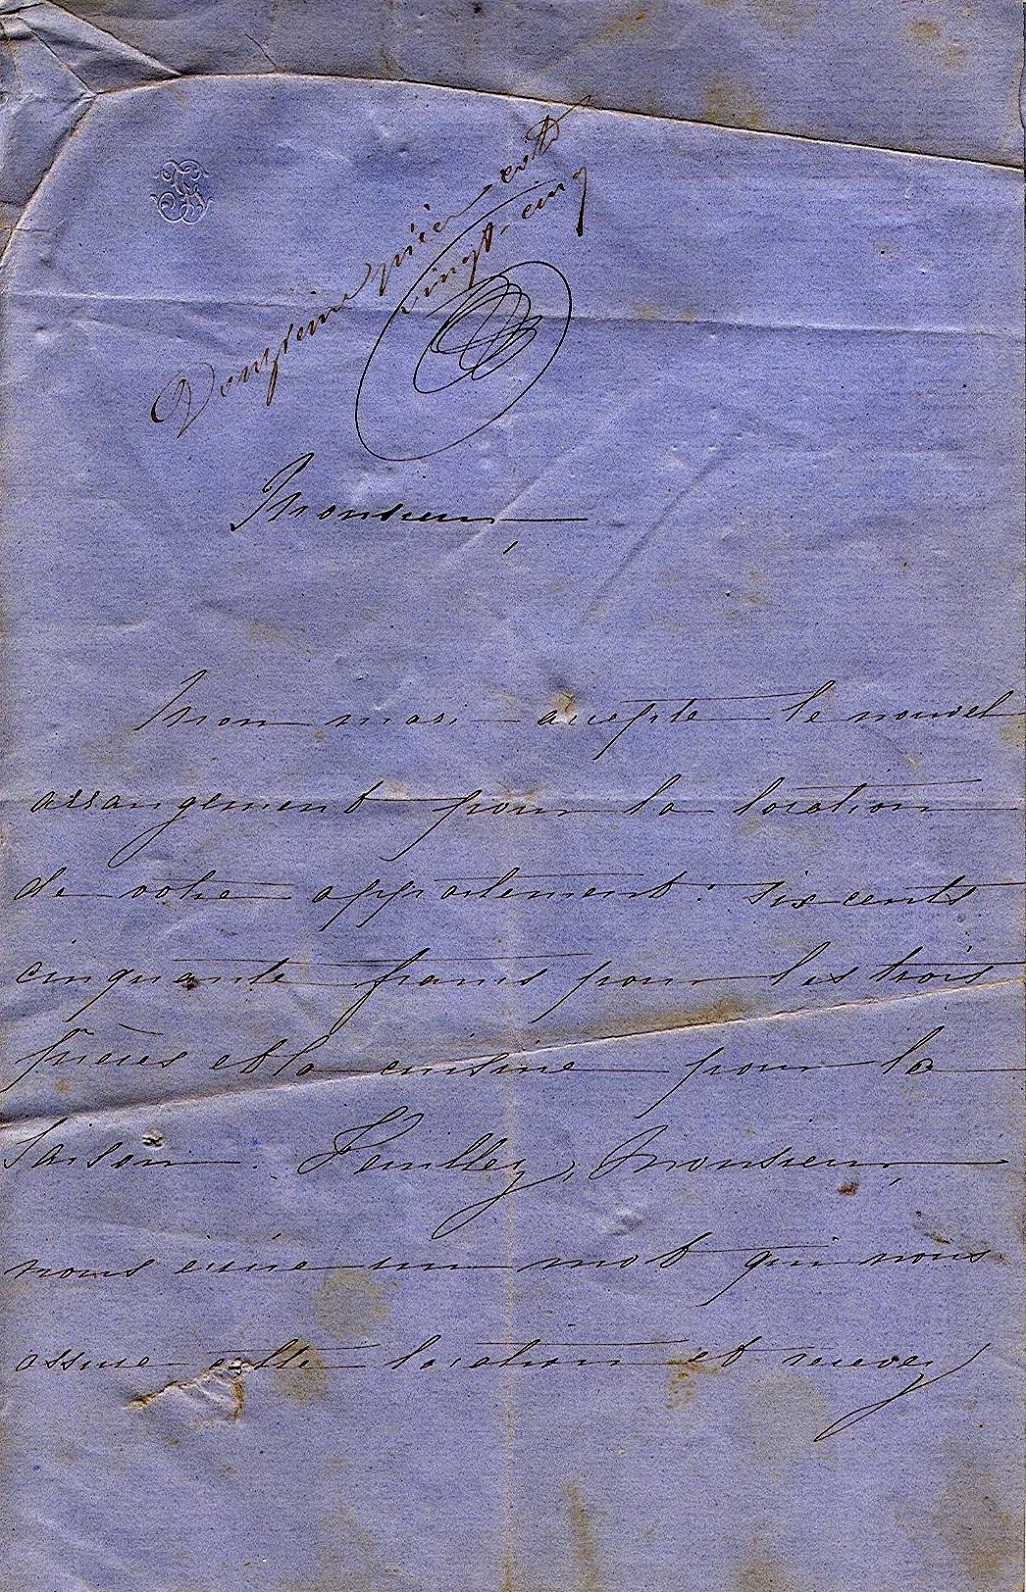 Douzième pièce cotée
vingt-cinq
Monsieur,
Mon mari accepte le nouvel
arrangement pour la location
de votre appartement : six cents
cinquante francs pour les trois
pièces et la cuisine pour la
saison. Veuillez, Monsieur,
nous écrire un mot qui nous
assure cette location et recevez